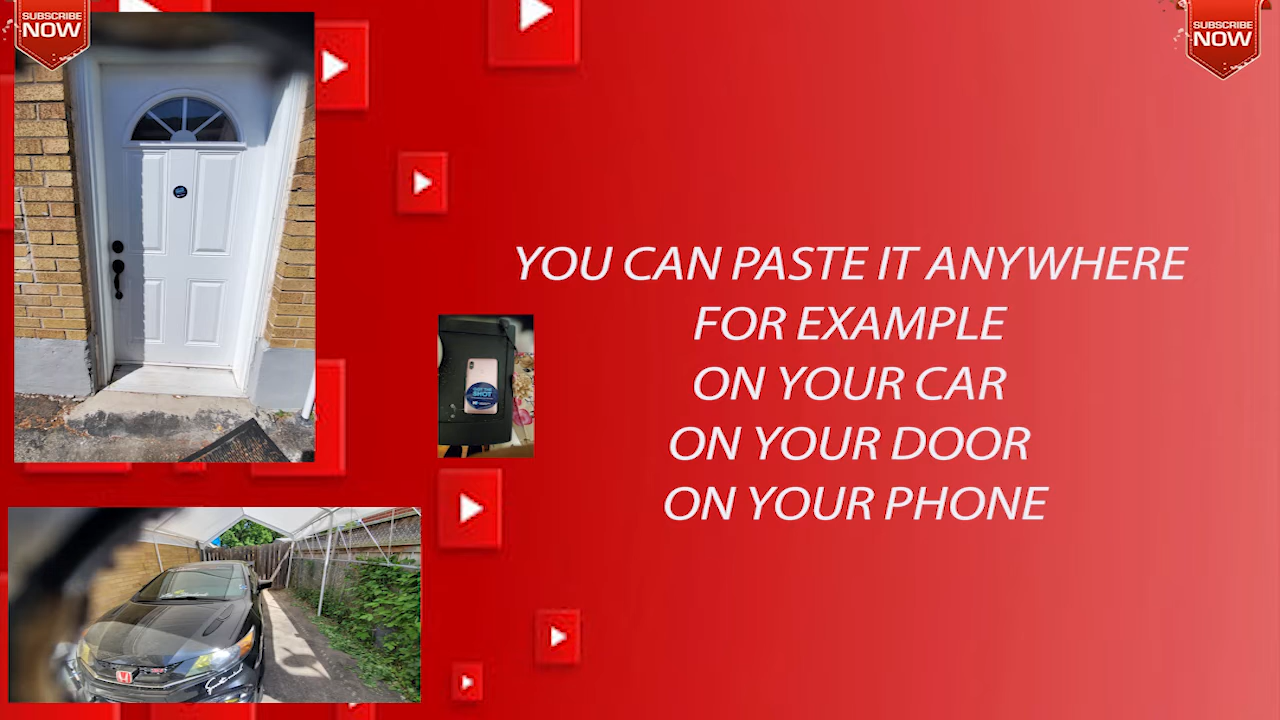 SUBSCRIBE
NOW
SUBSCRIBE
NOW
YOU CAN PASTE IT ANYWHERE
FOR EXAMPLE
ON YOUR CAR
ON YOUR DOOR
ON YOUR PHONE
SHOT